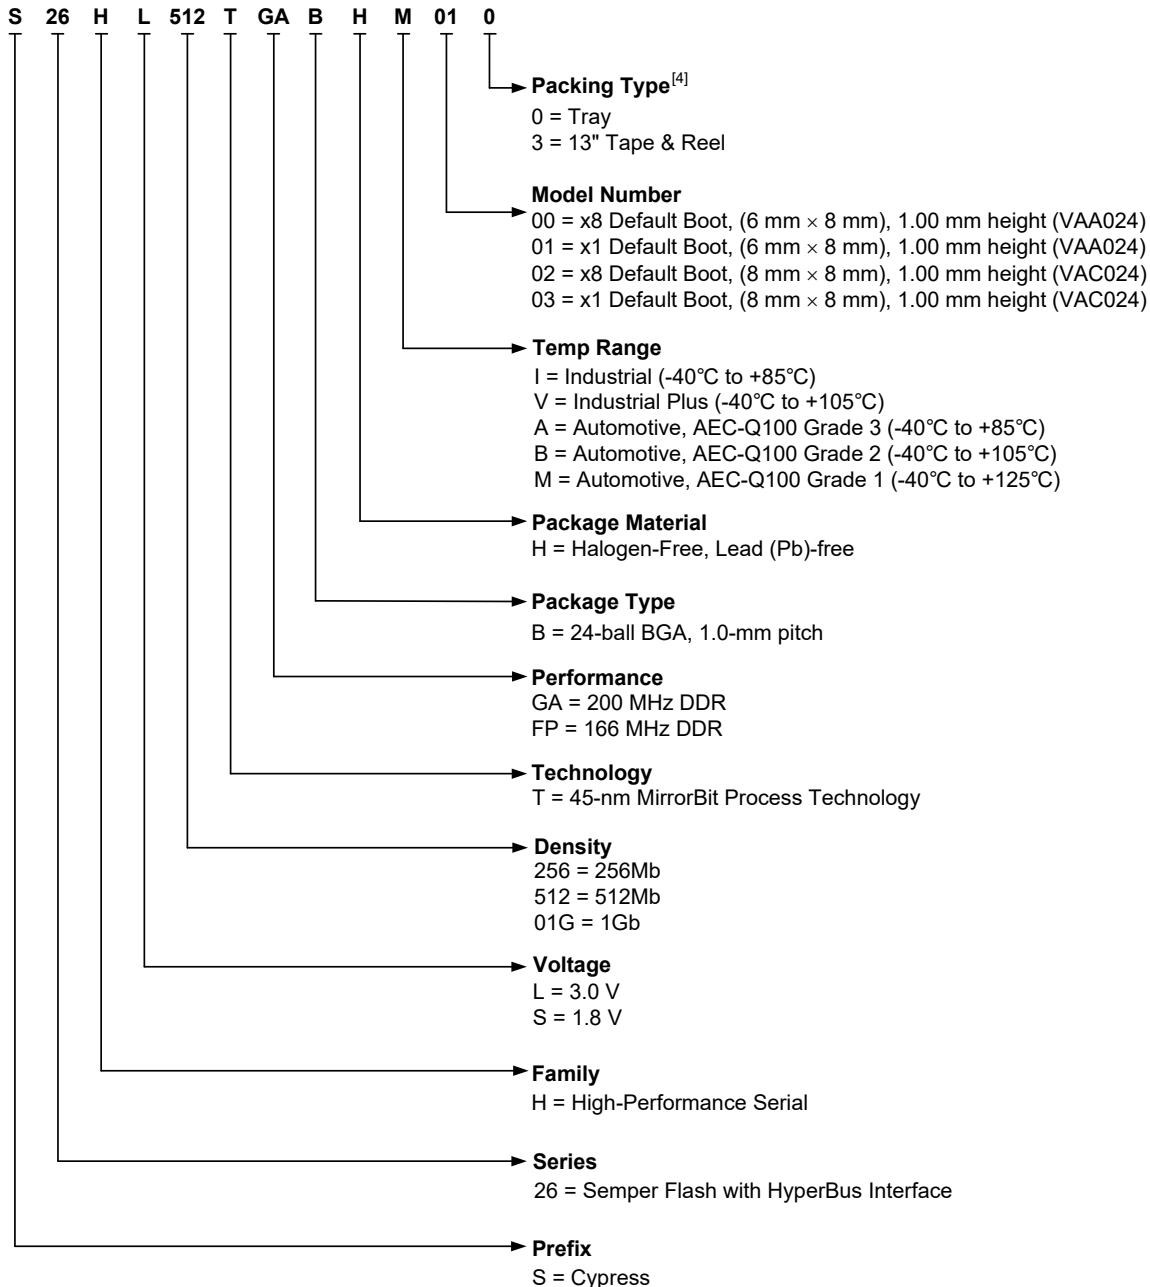 S 26 H L 512 T GA B H M 01 0
Packing Type[4]
0 = Tray
3 = 13" Tape & Reel
Model Number
00 = x8 Default Boot, (6 mm × 8 mm), 1.00 mm height (VAA024)
01 = x1 Default Boot, (6 mm × 8 mm), 1.00 mm height (VAA024)
02 = x8 Default Boot, (8 mm × 8 mm), 1.00 mm height (VAC024)
03 = x1 Default Boot, (8 mm × 8 mm), 1.00 mm height (VAC024)
Temp Range
I = Industrial (-40°C to +85°C)
V = Industrial Plus (-40°C to +105°C)
A = Automotive, AEC-Q100 Grade 3 (-40°C to +85°C)
B = Automotive, AEC-Q100 Grade 2 (-40°C to +105°C)
M = Automotive, AEC-Q100 Grade 1 (-40°C to +125°C)
Package Material
H = Halogen-Free, Lead (Pb)-free
Package Type
B = 24-ball BGA, 1.0-mm pitch
Performance
GA = 200 MHz DDR
FP = 166 MHz DDR
Technology
T = 45-nm MirrorBit Process Technology
Density
256 = 256Mb
512 = 512Mb
01G = 1Gb
Voltage
L = 3.0 V
S = 1.8 V
Family
H = High-Performance Serial
Series
26 = Semper Flash with HyperBus Interface
Prefix
S = Cypress